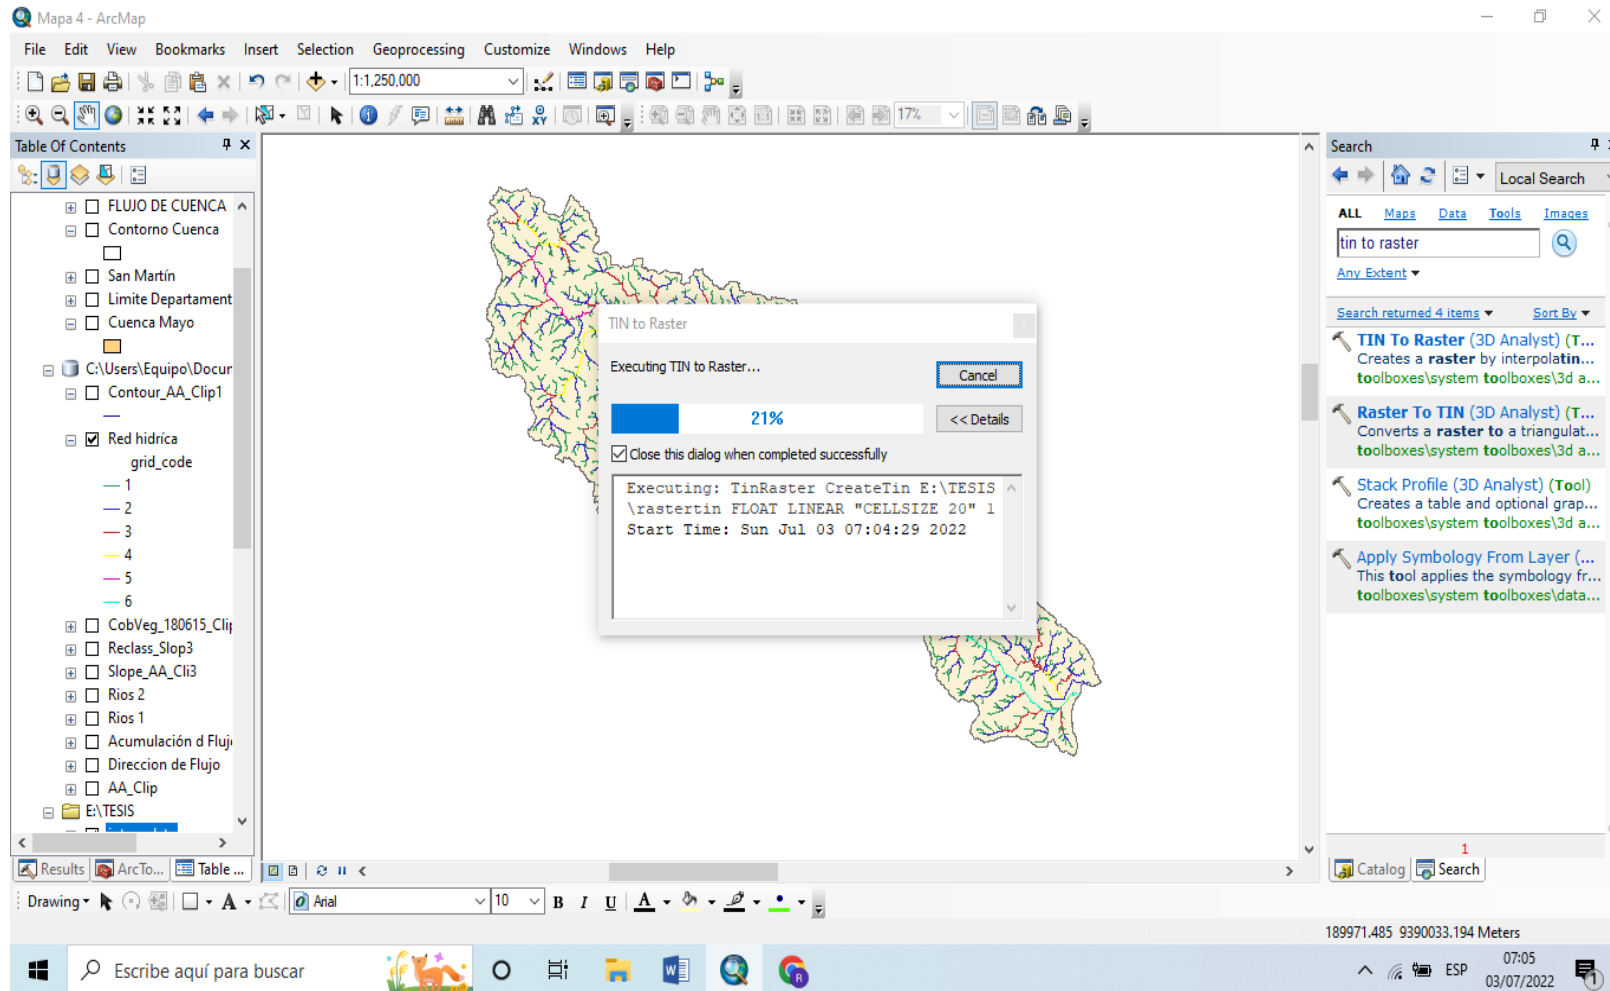 Mapa 4 - ArcMap
File Edit View Bookmarks Insert Selection Geoprocessing Customize Windows Help
1:1,250,000
17%
Table Of Contents
FLUJO DE CUENCA
Contorno Cuenca
San Martín
Limite Departament
Cuenca Mayo
C:\Users\Equipo\Docur
Contour_AA_Clip1
Red hidríca
grid_code
1
2
3
4
5
6
CobVeg_180615_Clip
Reclass_Slop3
Slope_AA_Cli3
Rios 2
Rios 1
Acumulación d Fluj
Direccion de Flujo
AA_Clip
E:\TESIS
Results ArcTo... Table ...
TIN to Raster
Executing TIN to Raster...
Cancel
21%
<< Details
Close this dialog when completed successfully
Executing: TinRaster CreateTin E:\TESIS
\rastertin FLOAT LINEAR "CELLSIZE 20" 1
Start Time: Sun Jul 03 07:04:29 2022
Search
Local Search
ALL Maps Data Tools Images
tin to raster
Any Extent
Search returned 4 items Sort By
TIN To Raster (3D Analyst) (T...
Creates a raster by interpolatin...
toolboxes\system toolboxes\3d a...
Raster To TIN (3D Analyst) (T...
Converts a raster to a triangulat...
toolboxes\system toolboxes\3d a...
Stack Profile (3D Analyst) (Tool)
Creates a table and optional grap...
toolboxes\system toolboxes\3d a...
Apply Symbology From Layer (...
This tool applies the symbology fr...
toolboxes\system toolboxes\data...
1
Catalog Search
Drawing A Arial 10 B I U A
189971.485 9390033.194 Meters
Escribe aquí para buscar
ESP
07:05
03/07/2022
1